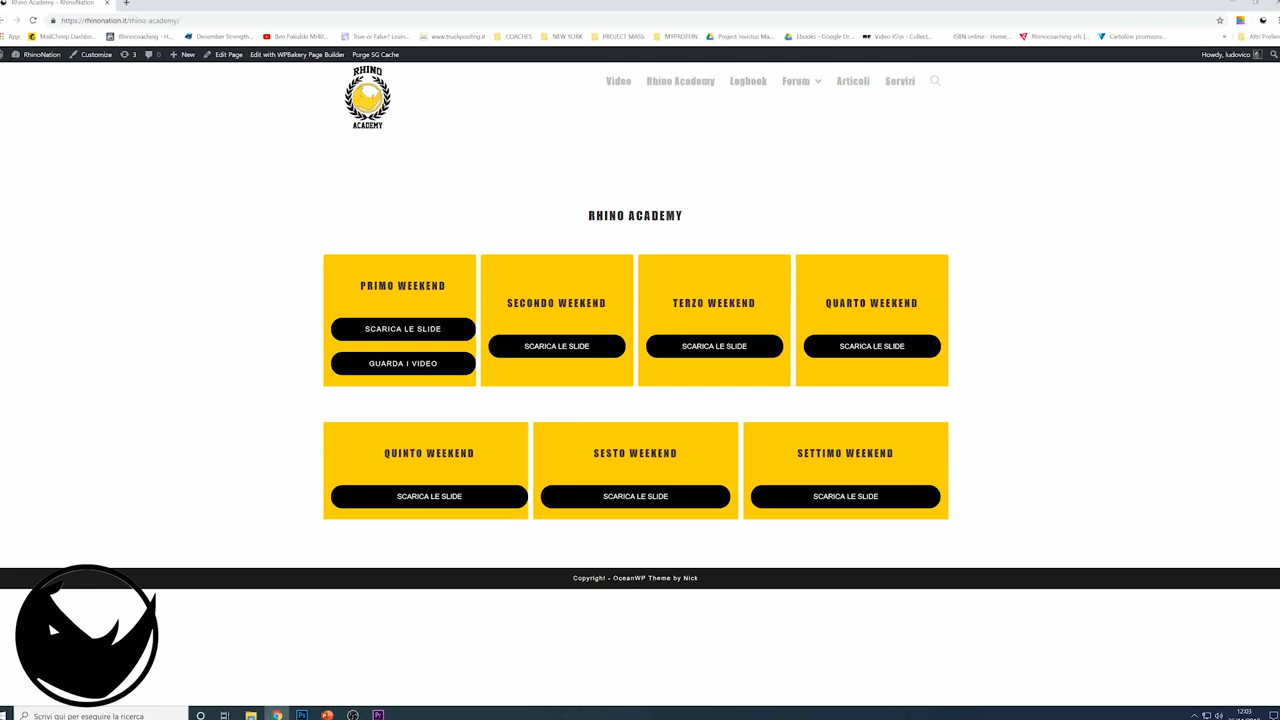 Rhino Academy – RhinoNation
https://rhinonation.it/rhino-academy/
App MailChimp Dashbo... Rhinocoaching - H... December Strength... Ben Pakulski MI40... True or False! Losm... www.truckpooling.it COACHES NEW YORK PROJECT MASS MYPROTEIN Project Invictus Ma... Ebooks - Google Dr... Video IG\n - Collect... ISBN online - Home... Rhinocoaching srls |... Cartoline promozio... » Altri Prefer
RhinoNation Customize 3 0 New Edit Page Edit with WPBakery Page Builder Purge SG Cache Howdy, ludovico
RHINO
ACADEMY
Video Rhino Academy Logbook Forum Articoli Servizi
RHINO ACADEMY
PRIMO WEEKEND
SCARICA LE SLIDE
GUARDA I VIDEO
SECONDO WEEKEND
SCARICA LE SLIDE
TERZO WEEKEND
SCARICA LE SLIDE
QUARTO WEEKEND
SCARICA LE SLIDE
QUINTO WEEKEND
SCARICA LE SLIDE
SESTO WEEKEND
SCARICA LE SLIDE
SETTIMO WEEKEND
SCARICA LE SLIDE
Copyright - OceanWP Theme by Nick
Scrivi qui per eseguire la ricerca
12:03